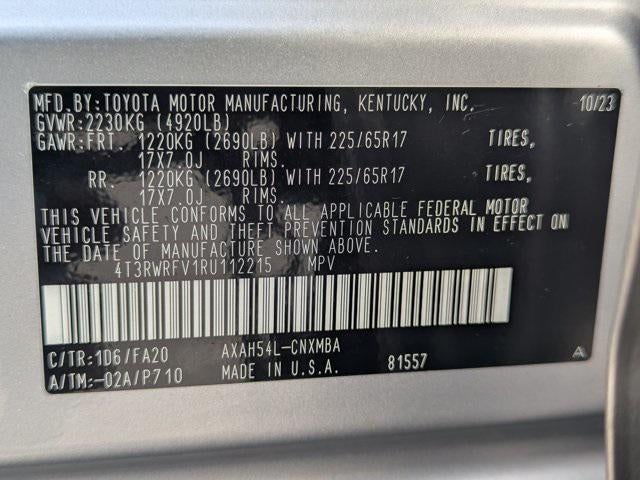 MFD.BY:TOYOTA MOTOR MANUFACTURING, KENTUCKY, INC. 10/23
GVWR:2230KG (4920LB)
GAWR:FRT. 1220KG (2690LB) WITH 225/65R17 TIRES,
17X7.0J RIMS.
RR. 1220KG (2690LB) WITH 225/65R17 TIRES,
17X7.0J RIMS.
THIS VEHICLE CONFORMS TO ALL APPLICABLE FEDERAL MOTOR
VEHICLE SAFETY AND THEFT PREVENTION STANDARDS IN EFFECT ON
THE DATE OF MANUFACTURE SHOWN ABOVE.
4T3RWRFV1RU112215 MPV
C/TR:1D6/FA20 AXAH54L-CNXMBA
A/TM:-02A/P710 MADE IN U.S.A. 81557
A